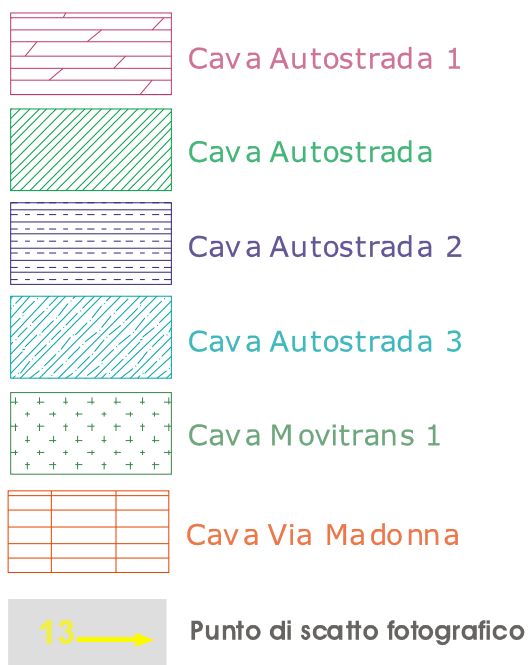 Cava Autostrada 1
Cava Autostrada
Cava Autostrada 2
Cava Autostrada 3
Cava Movitrans 1
Cava Via Madonna
13 Punto di scatto fotografico